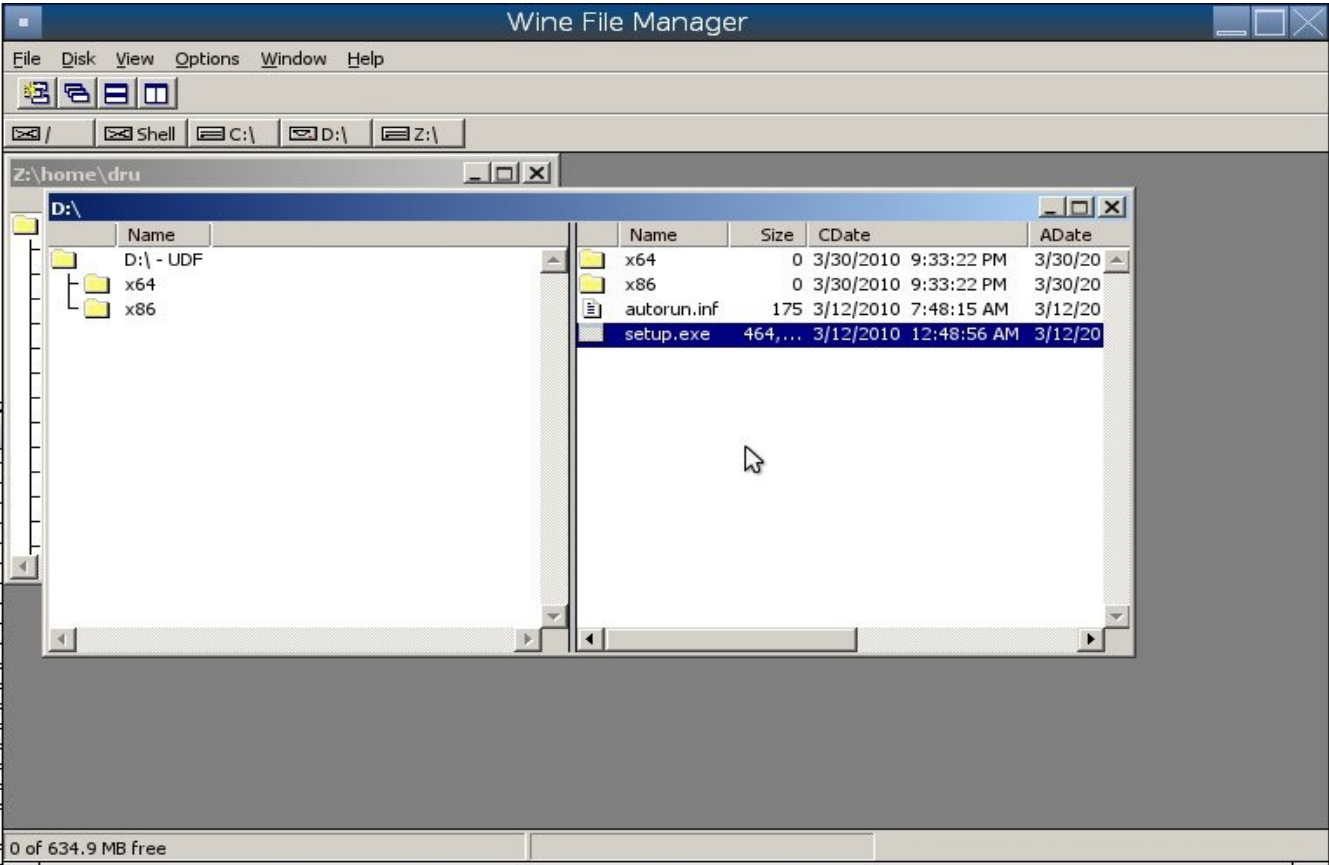 Wine File Manager
File Disk View Options Window Help
/ Shell C:\ D:\ Z:\
Z:\home\dru
D:\
Name
D:\ - UDF
x64
x86
Name Size CDate ADate
x64 0 3/30/2010 9:33:22 PM 3/30/20
x86 0 3/30/2010 9:33:22 PM 3/30/20
autorun.inf 175 3/12/2010 7:48:15 AM 3/12/20
setup.exe 464,... 3/12/2010 12:48:56 AM 3/12/20
0 of 634.9 MB free